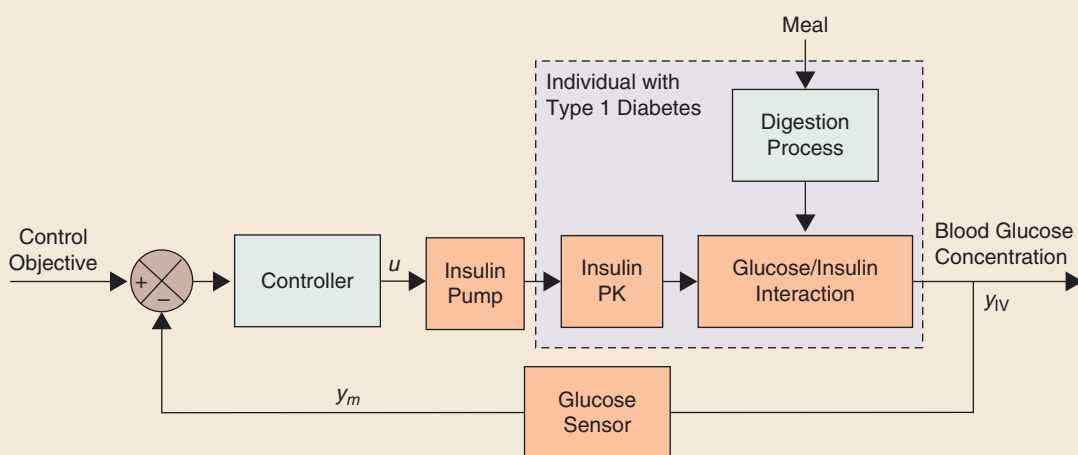 Meal
Individual with
Type 1 Diabetes
Digestion
Process
Control
Objective
+
−
Controller
u
Insulin
Pump
Insulin
PK
Glucose/Insulin
Interaction
Blood Glucose
Concentration
yIV
ym
Glucose
Sensor